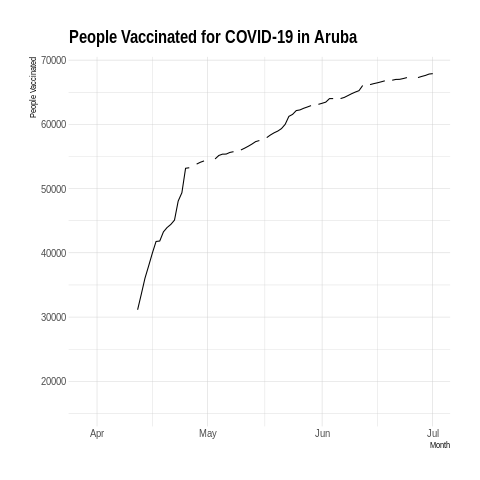 People Vaccinated for COVID-19 in Aruba
People Vaccinated
70000
60000
50000
40000
30000
20000
Apr May Jun Jul
Month